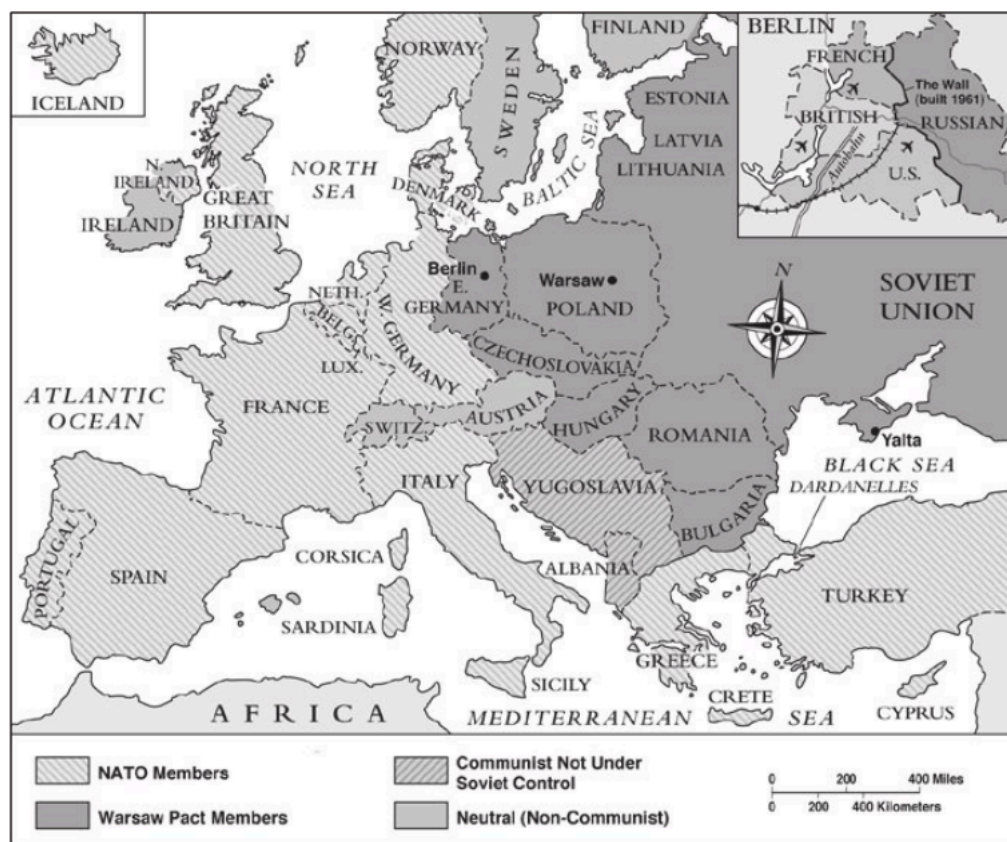 ICELAND
NORWAY
SWEDEN
FINLAND
ESTONIA
LATVIA
LITHUANIA
NORTH
SEA
BALTIC SEA
N.
IRELAND
IRELAND
GREAT
BRITAIN
DENMARK
Berlin
E.
GERMANY
Warsaw
POLAND
SOVIET
UNION
NETH.
BELG.
LUX.
W. GERMANY
CZECHOSLOVAKIA
ATLANTIC
OCEAN
FRANCE
SWITZ.
AUSTRIA
HUNGARY
ROMANIA
Yalta
BLACK SEA
DARDANELLES
ITALY
YUGOSLAVIA
BULGARIA
PORTUGAL
SPAIN
CORSICA
SARDINIA
ALBANIA
TURKEY
GREECE
SICILY
CRETE
CYPRUS
AFRICA
MEDITERRANEAN SEA
N
BERLIN
FRENCH
The Wall
(built 1961)
BRITISH
RUSSIAN
Autobahn
U.S.
NATO Members
Warsaw Pact Members
Communist Not Under
Soviet Control
Neutral (Non-Communist)
0 200 400 Miles
0 200 400 Kilometers